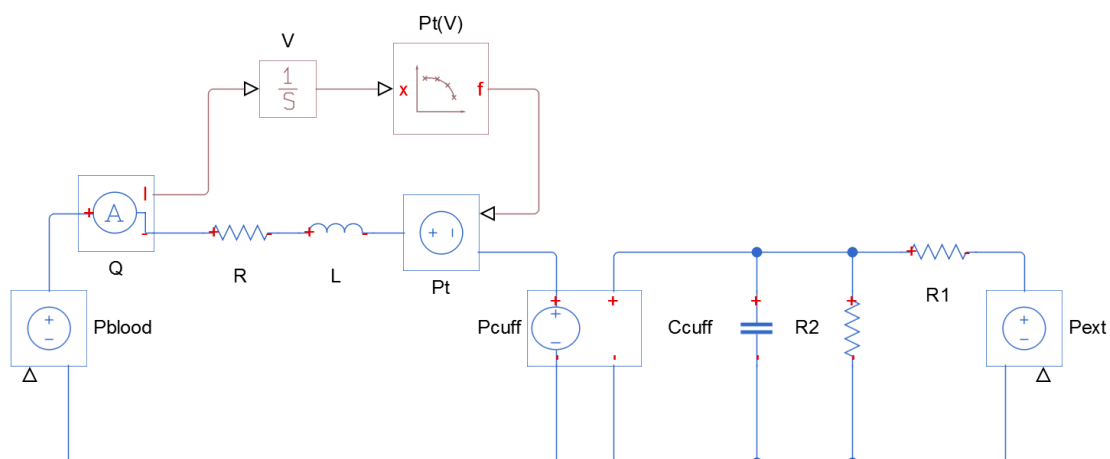 Pt(V)
V
1
S
x
f
I
A
Q
R
L
Pt
Pblood
Pcuff
Ccuff
R2
R1
Pext